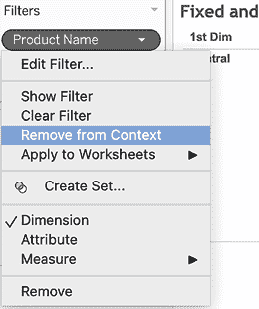 Filters
Fixed and
Product Name
1st Dim
Edit Filter...
ntral
Show Filter
Clear Filter
Remove from Context
Apply to Worksheets
Create Set...
Dimension
Attribute
Measure
Remove